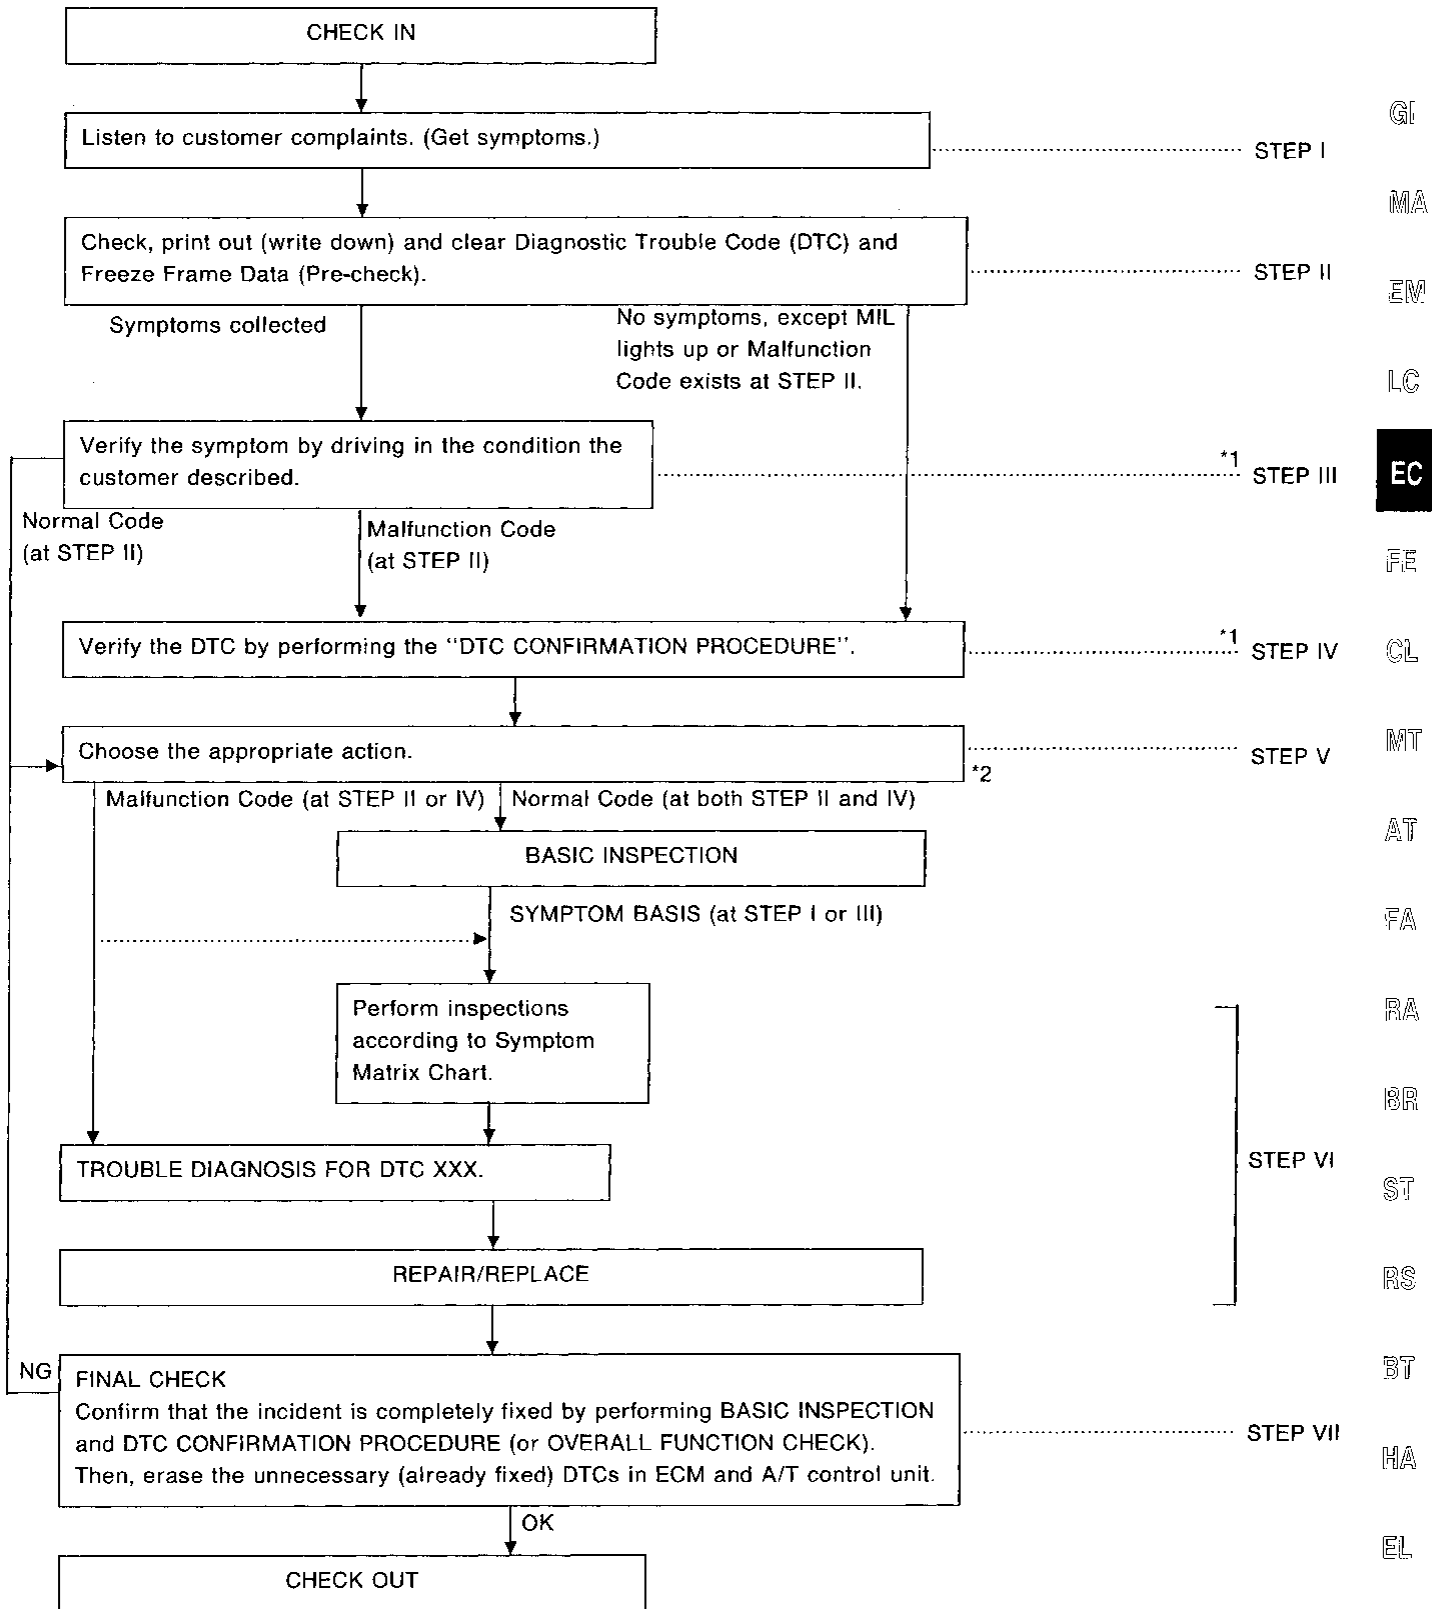 CHECK IN
Listen to customer complaints. (Get symptoms.)
STEP I
Check, print out (write down) and clear Diagnostic Trouble Code (DTC) and
Freeze Frame Data (Pre-check).
STEP II
Symptoms collected
No symptoms, except MIL
lights up or Malfunction
Code exists at STEP II.
Verify the symptom by driving in the condition the
customer described.
*1
STEP III
Normal Code
(at STEP II)
Malfunction Code
(at STEP II)
Verify the DTC by performing the “DTC CONFIRMATION PROCEDURE”.
*1
STEP IV
Choose the appropriate action.
*2
STEP V
Malfunction Code (at STEP II or IV)
Normal Code (at both STEP II and IV)
BASIC INSPECTION
SYMPTOM BASIS (at STEP I or III)
Perform inspections
according to Symptom
Matrix Chart.
TROUBLE DIAGNOSIS FOR DTC XXX.
STEP VI
REPAIR/REPLACE
NG
FINAL CHECK
Confirm that the incident is completely fixed by performing BASIC INSPECTION
and DTC CONFIRMATION PROCEDURE (or OVERALL FUNCTION CHECK).
Then, erase the unnecessary (already fixed) DTCs in ECM and A/T control unit.
STEP VII
OK
CHECK OUT
GI
MA
EM
LC
EC
FE
CL
MT
AT
FA
RA
BR
ST
RS
BT
HA
EL